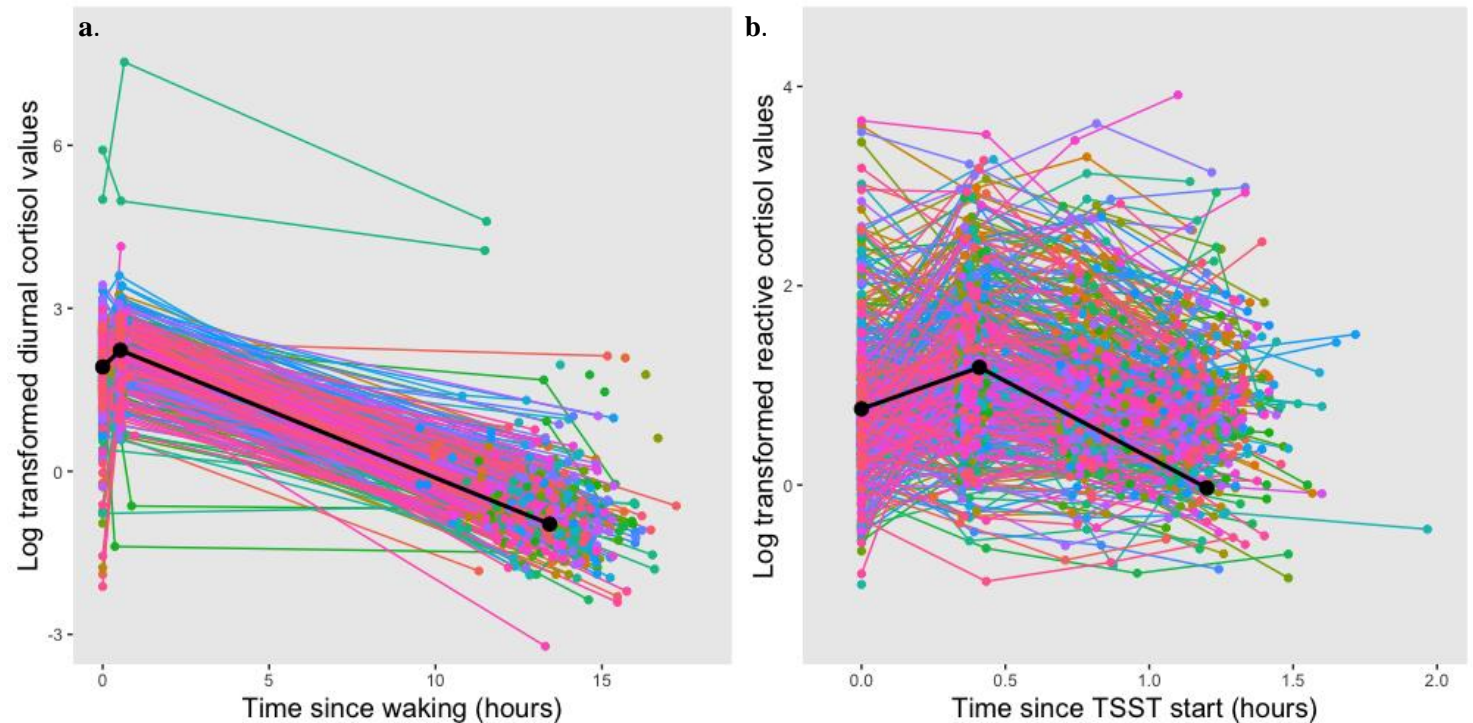 a.
Log transformed diurnal cortisol values
6
3
0
-3
0
5
10
15
Time since waking (hours)
b.
Log transformed reactive cortisol values
4
2
0
0.0
0.5
1.0
1.5
2.0
Time since TSST start (hours)